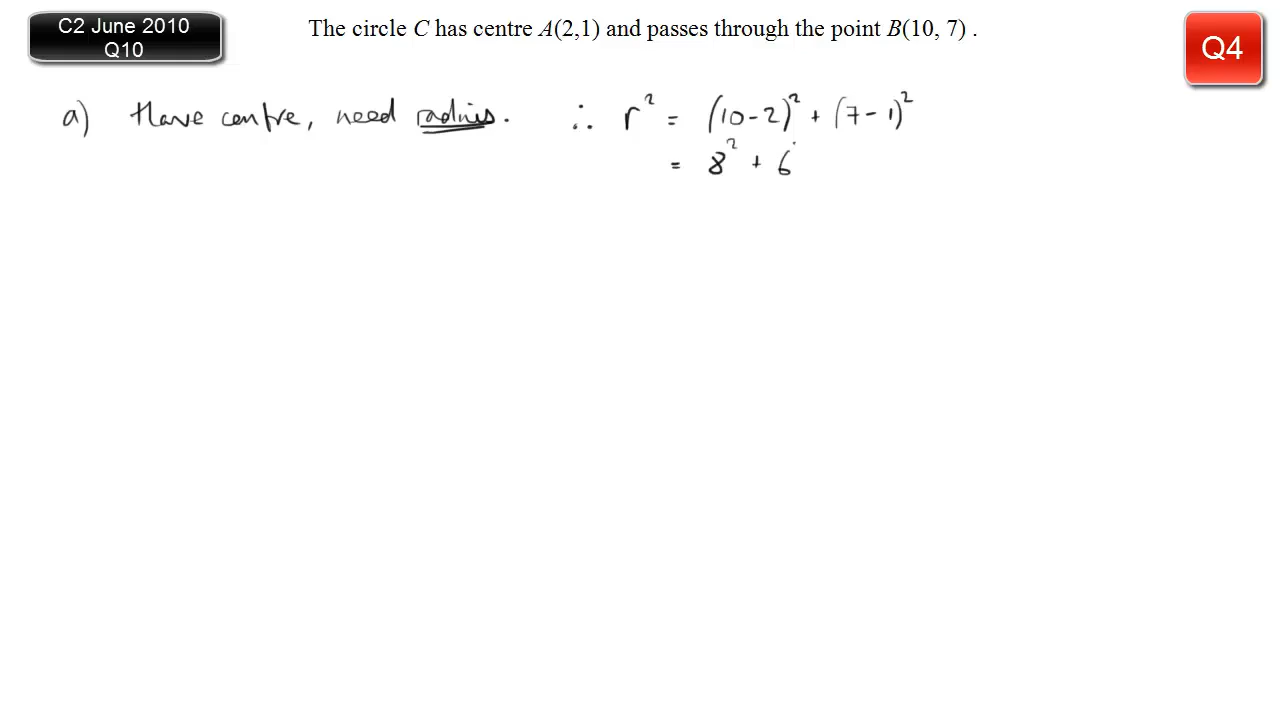 C2 June 2010
Q10
The circle C has centre A(2,1) and passes through the point B(10, 7) .
Q4
a) Have centre, need radius. ∴ r² = (10-2)² + (7-1)²
= 8² + 6